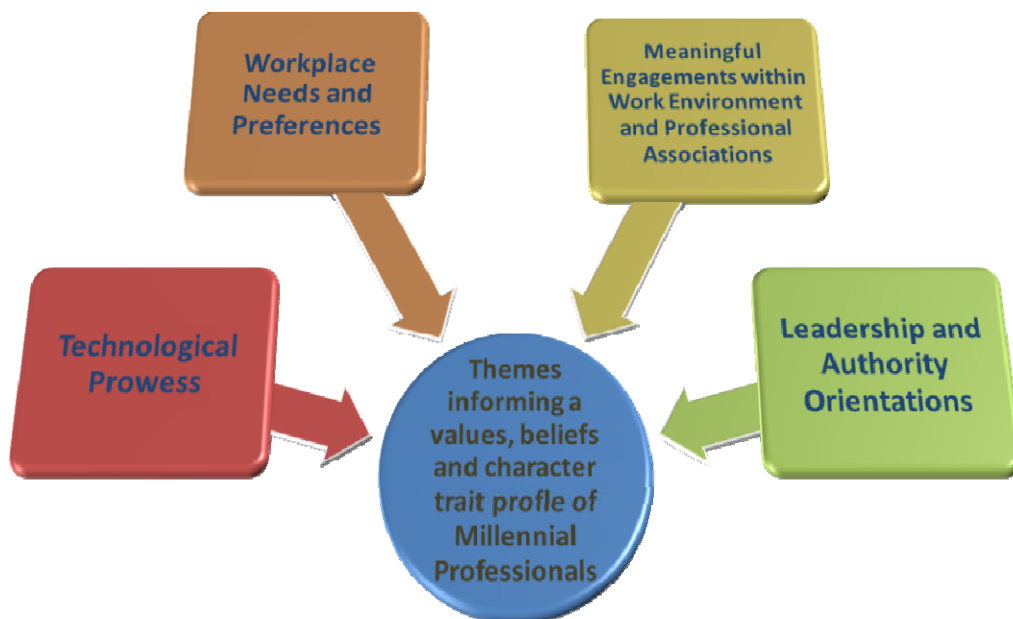 Workplace
Needs and
Preferences
Meaningful
Engagements within
Work Environment
and Professional
Associations
Technological
Prowess
Leadership and
Authority
Orientations
Themes
informing a
values, beliefs
and character
trait profle of
Millennial
Professionals